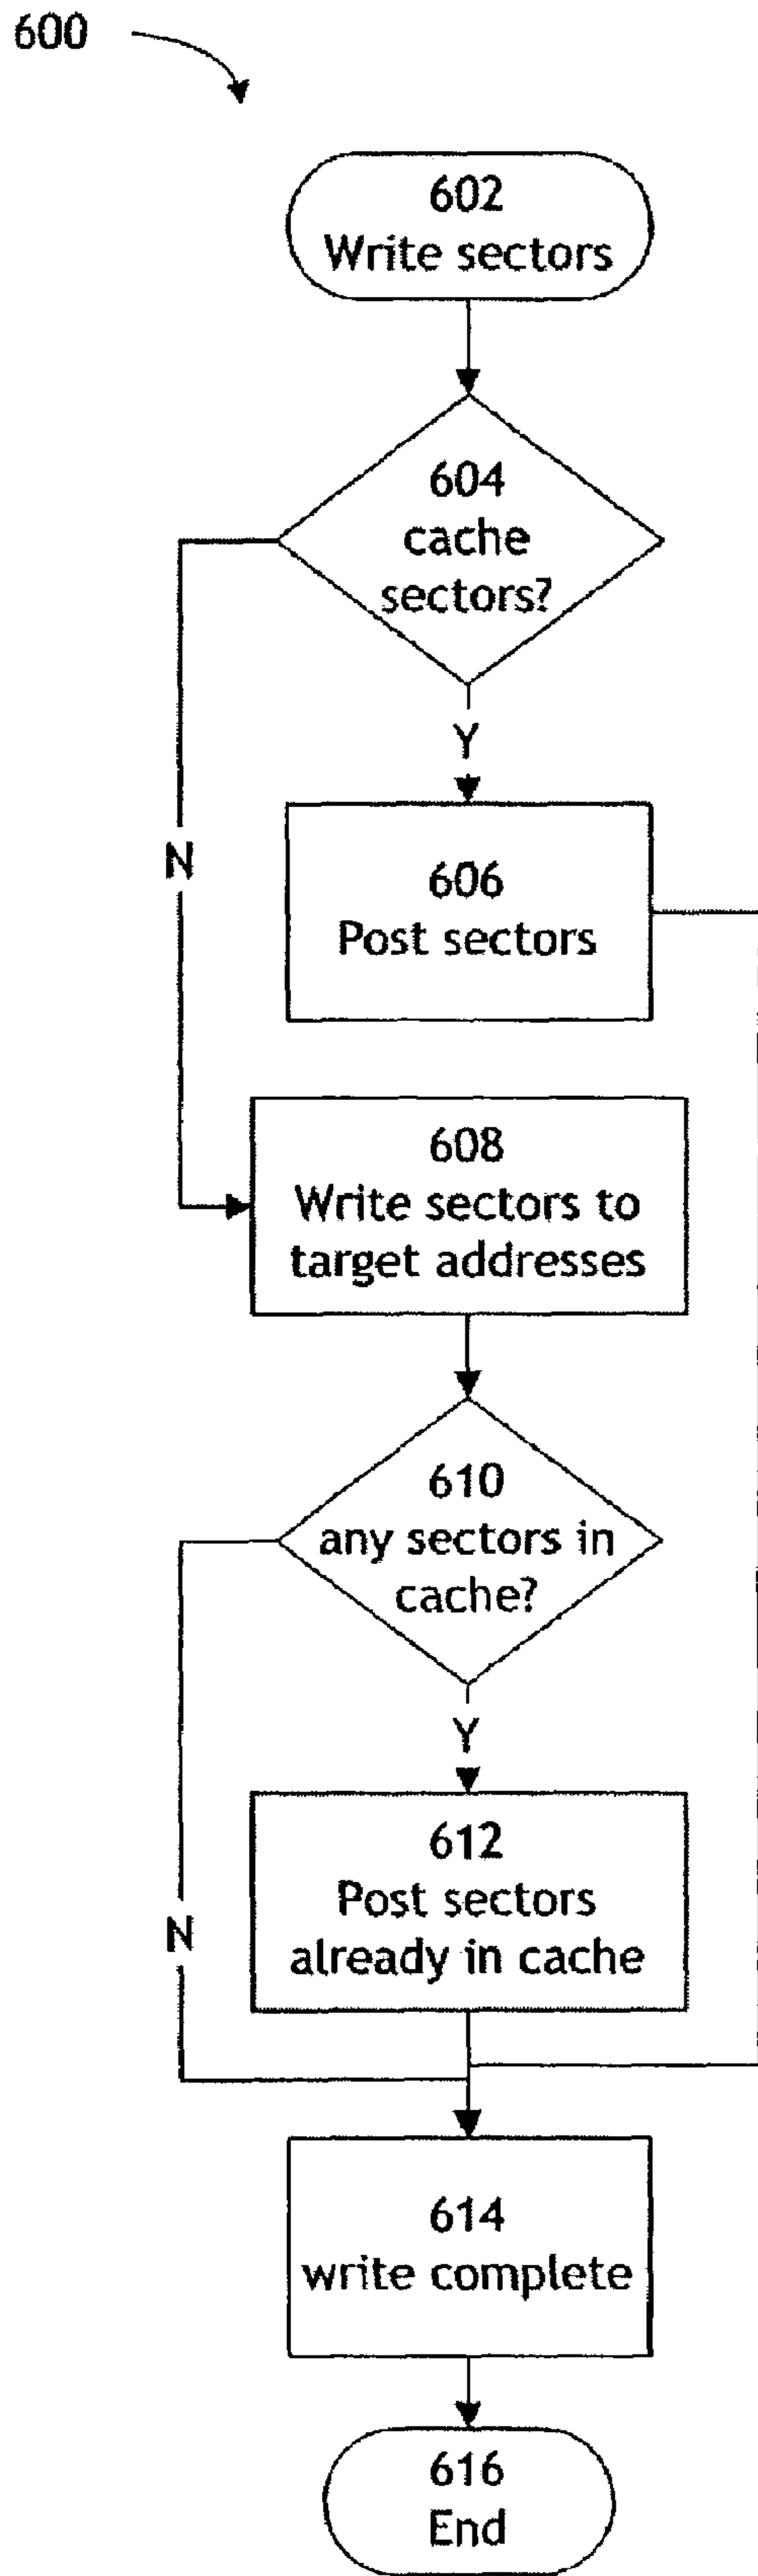 600
602
Write sectors
604
cache
sectors?
Y
N
606
Post sectors
608
Write sectors to
target addresses
610
any sectors in
cache?
Y
612
Post sectors
already in cache
N
614
write complete
616
End